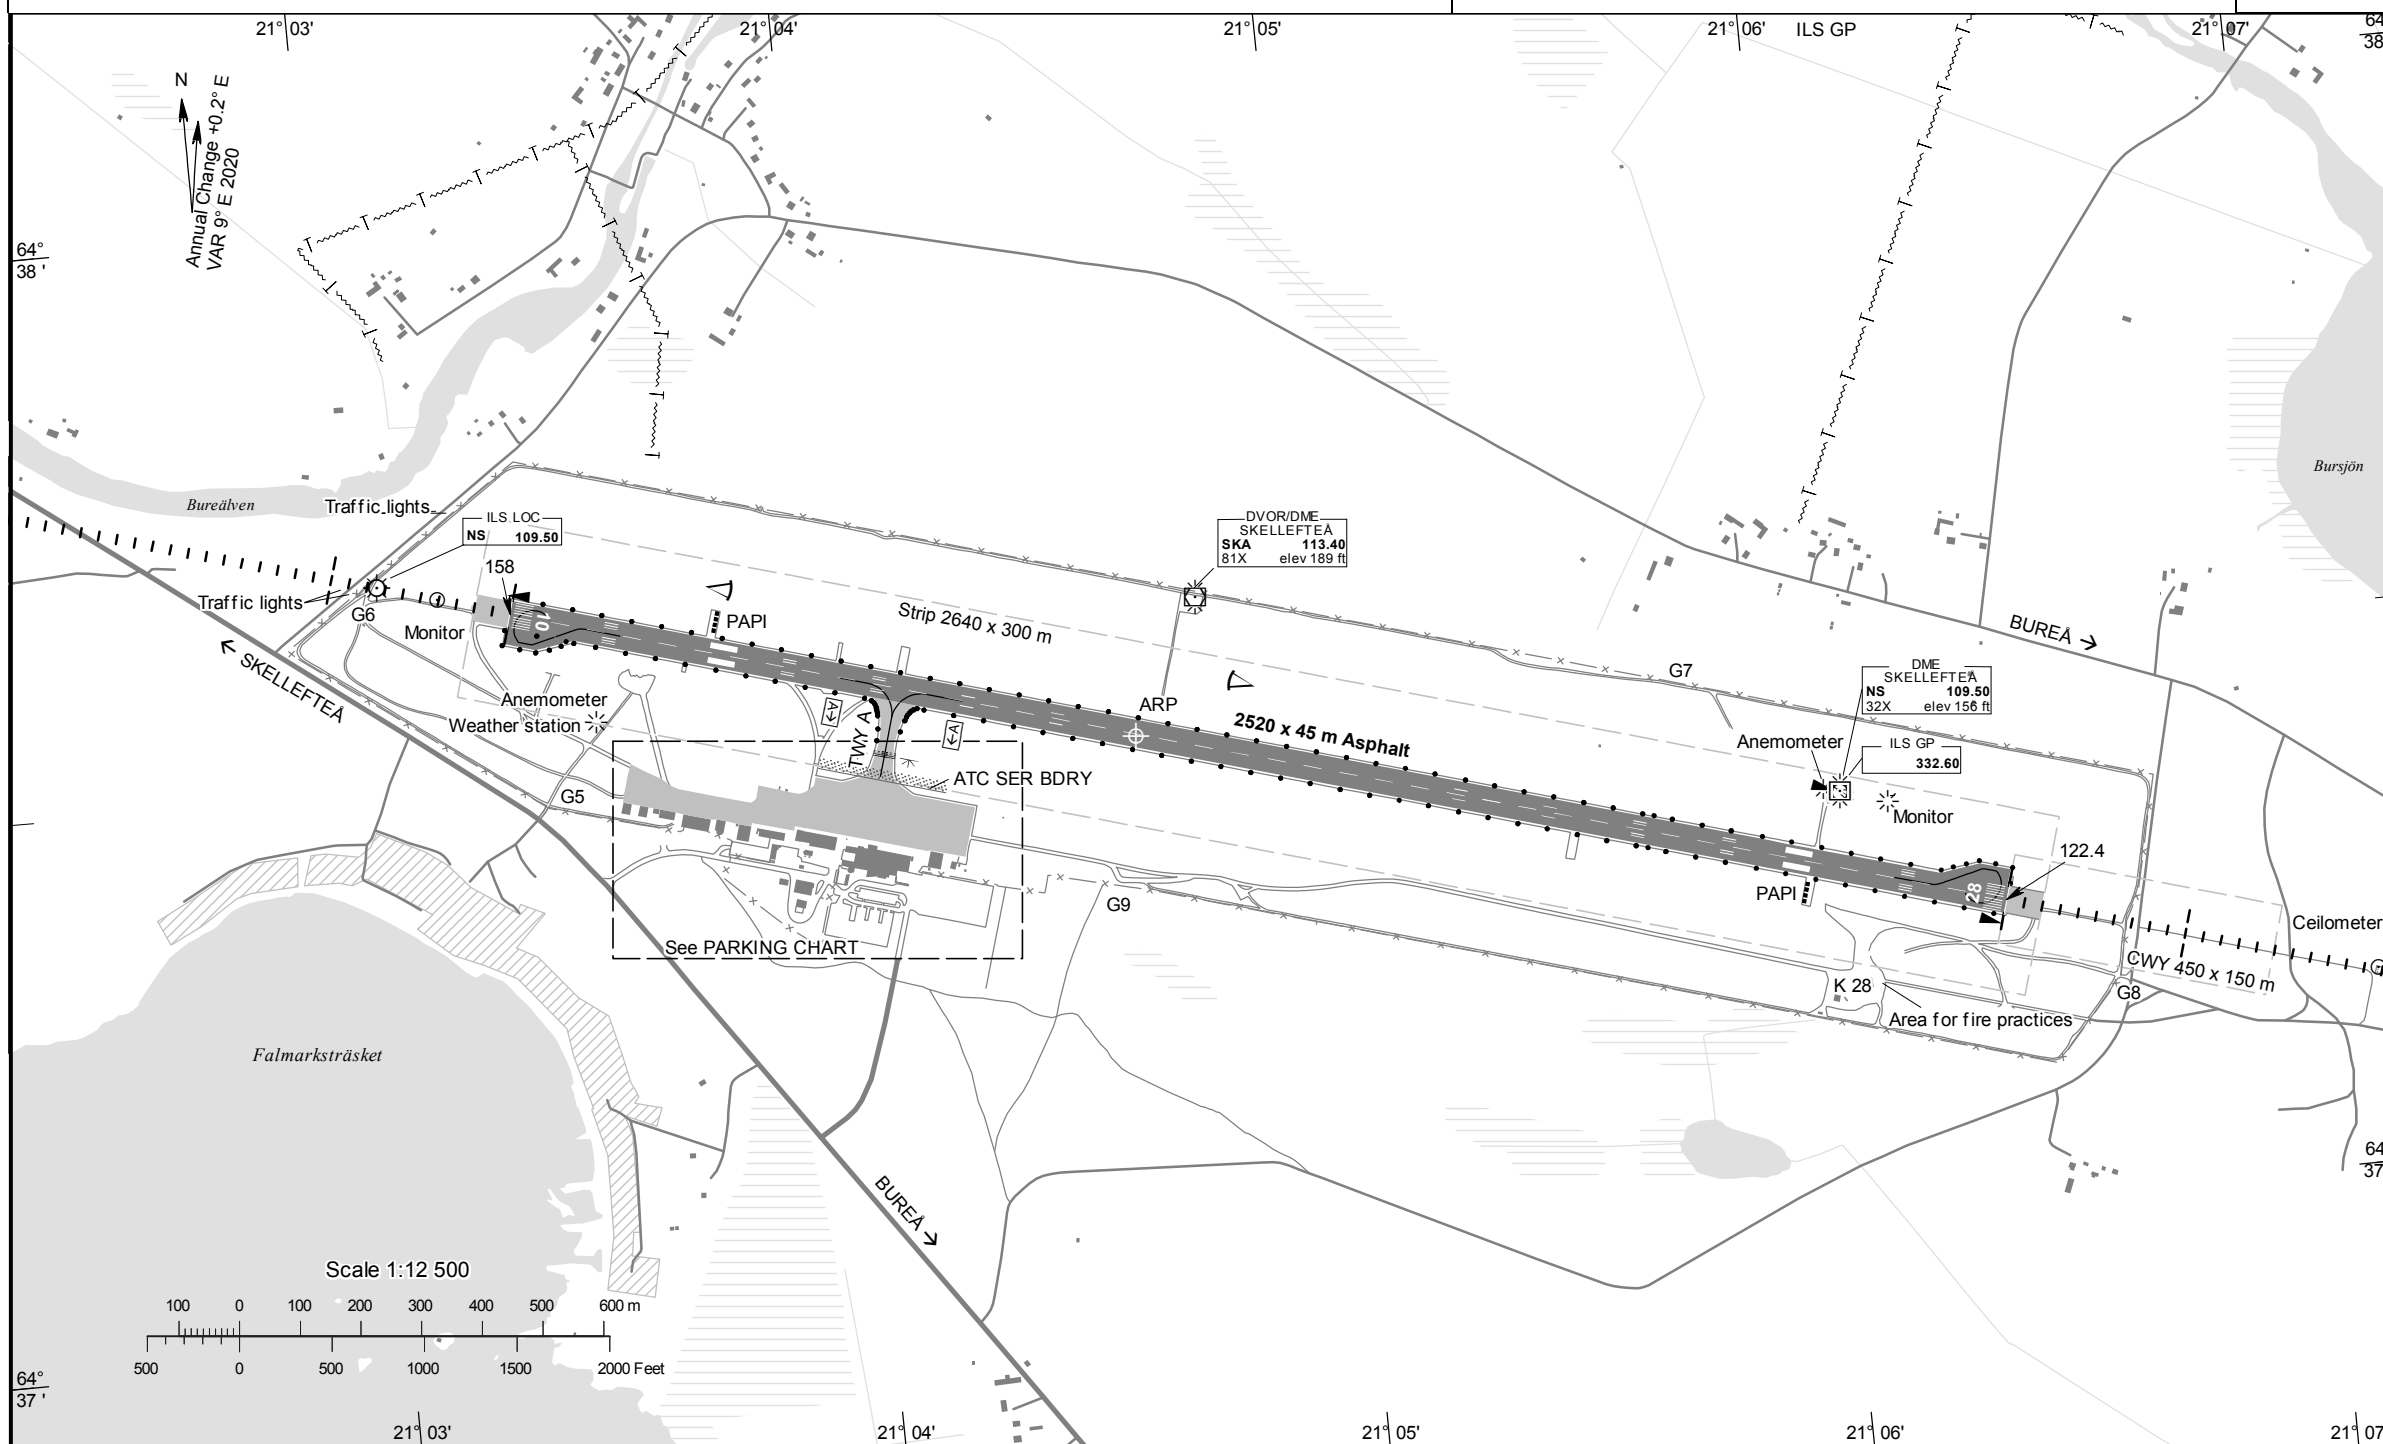 21° 03'
21° 04'
21° 05'
21° 06'
ILS GP
21° 07'
64
38
N
Annual Change +0.2° E
VAR 9° E 2020
64°
38 '
Bursjön
Bureälven
Traffic lights
ILS LOC
NS 109.50
158
DVOR/DME
SKELLEFTEÅ
SKA 113.40
81X elev 189 ft
Traffic lights
G6
Monitor
10
PAPI
Strip 2640 x 300 m
BUREÅ →
← SKELLEFTEÅ
G7
DME
SKELLEFTEÅ
NS 109.50
32X elev 156 ft
Anemometer
Weather station
A→
TWY A
←A
ARP
2520 x 45 m Asphalt
Anemometer
ILS GP
332.60
ATC SER BDRY
G5
Monitor
122.4
PAPI
28
G9
Ceilometer
See PARKING CHART
CWY 450 x 150 m
K 28
G8
Area for fire practices
Falmarksträsket
64
37
BUREÅ →
Scale 1:12 500
100 0 100 200 300 400 500 600 m
500 0 500 1000 1500 2000 Feet
64°
37 '
21° 03'
21° 04'
21° 05'
21° 06'
21° 07